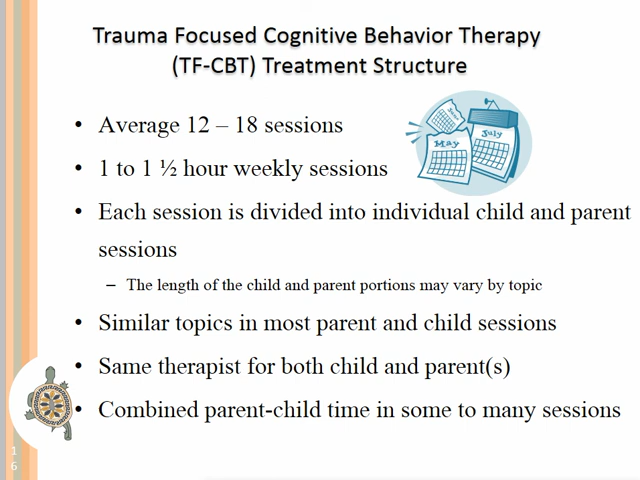 Trauma Focused Cognitive Behavior Therapy
(TF-CBT) Treatment Structure
• Average 12 – 18 sessions
• 1 to 1 ½ hour weekly sessions
• Each session is divided into individual child and parent
sessions
– The length of the child and parent portions may vary by topic
• Similar topics in most parent and child sessions
• Same therapist for both child and parent(s)
• Combined parent-child time in some to many sessions
June
May
July
1
6